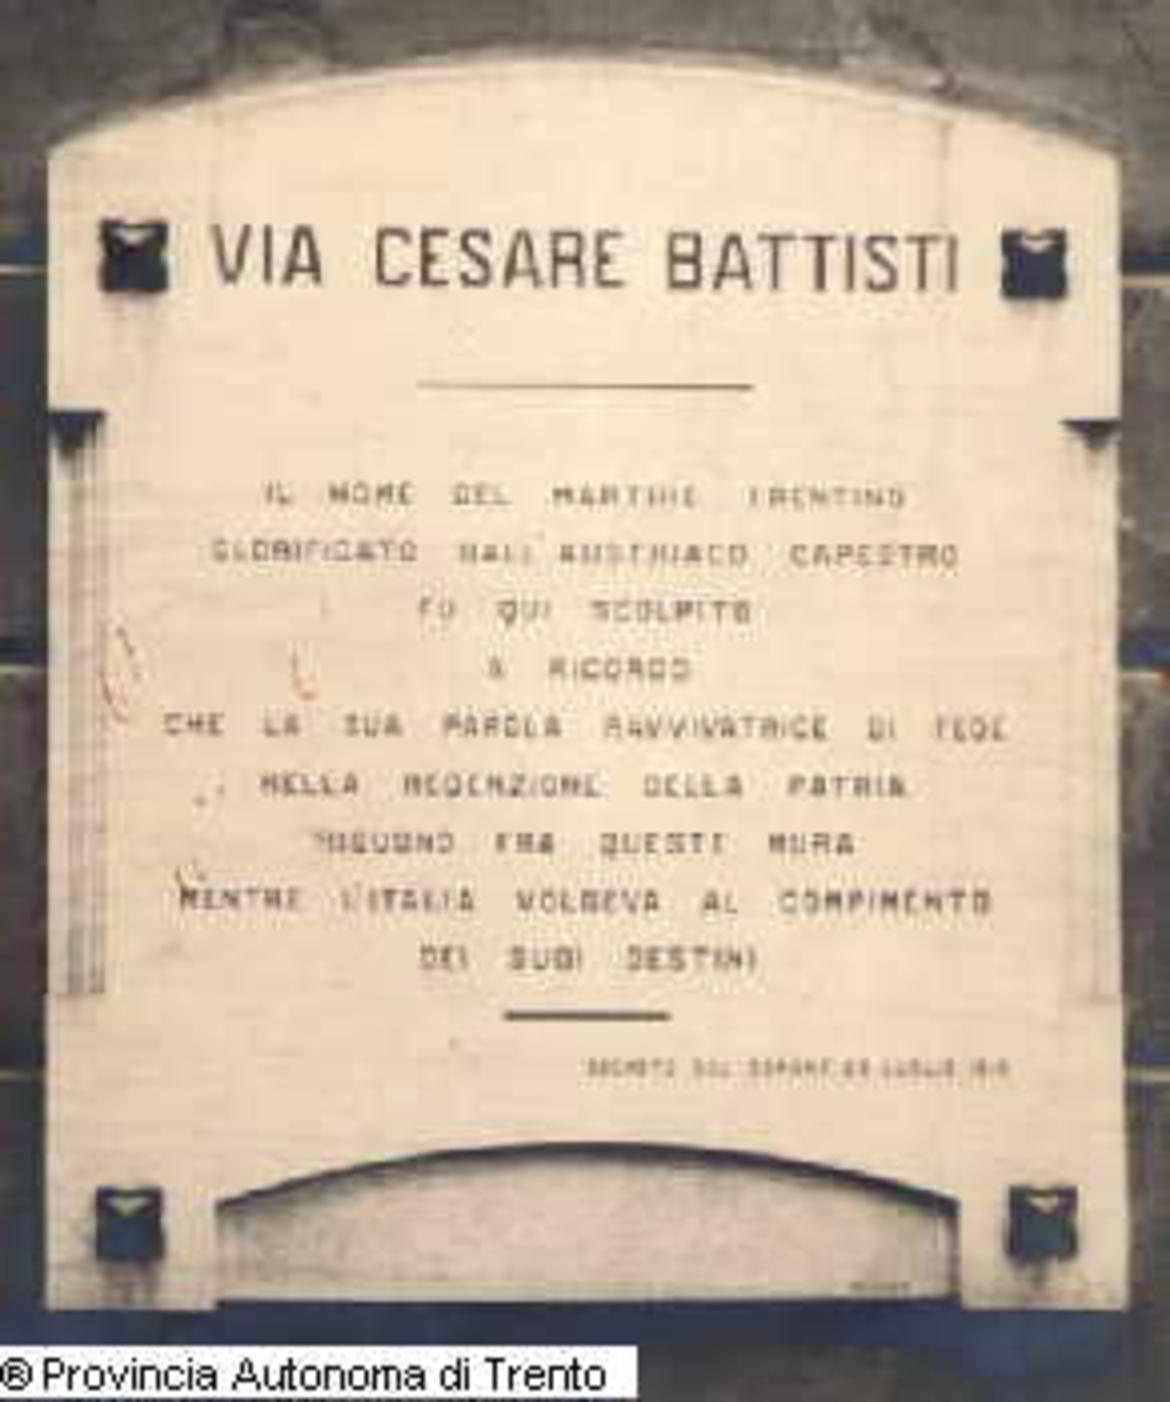 VIA CESARE BATTISTI
IL NOME DEL MARTIRE TRENTINO
GLORIFICATO DALL'AUSTRIACO CAPESTRO
FU QUI SCOLPITO
A RICORDO
CHE LA SUA PAROLA RAVVIVATRICE DI FEDE
NELLA REDENZIONE DELLA PATRIA
RISUONÒ FRA QUESTE MURA
MENTRE L'ITALIA VOLGEVA AL COMPIMENTO
DEI SUOI DESTINI
LUGLIO
® Provincia Autonoma di Trento